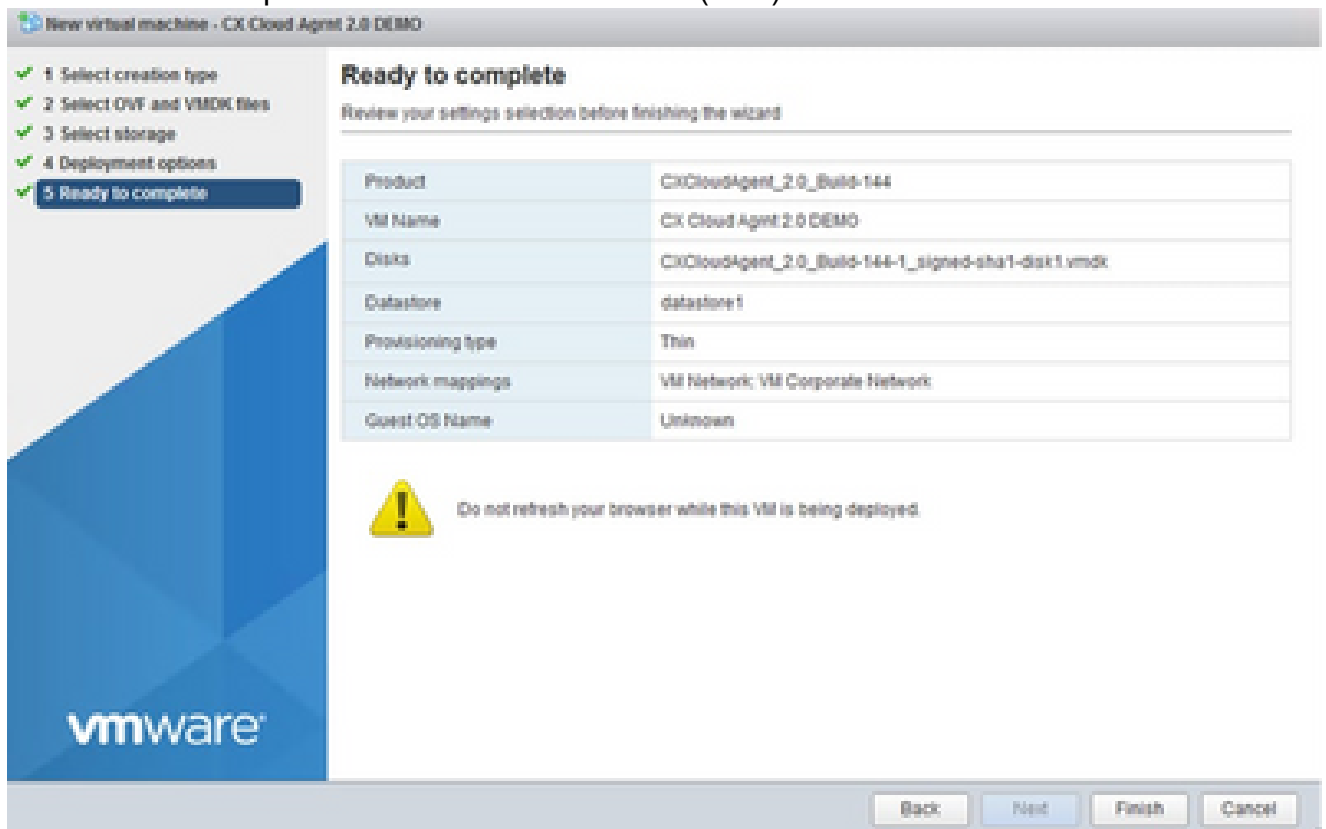 New virtual machine - CX Cloud Agmt 2.0 DEMO
1 Select creation type
2 Select OVF and VMDK files
3 Select storage
4 Deployment options
5 Ready to complete
Ready to complete
Review your settings selection before finishing the wizard
Product CXCloudAgent_2.0_Build-144
VM Name CX Cloud Agmt 2.0 DEMO
Disks CXCloudAgent_2.0_Build-144-1_signed-sha1-disk1.vmdk
Datastore datastore1
Provisioning type Thin
Network mappings VM Network: VM Corporate Network
Guest OS Name Unknown
Do not refresh your browser while this VM is being deployed.
vmware
Back Next Finish Cancel